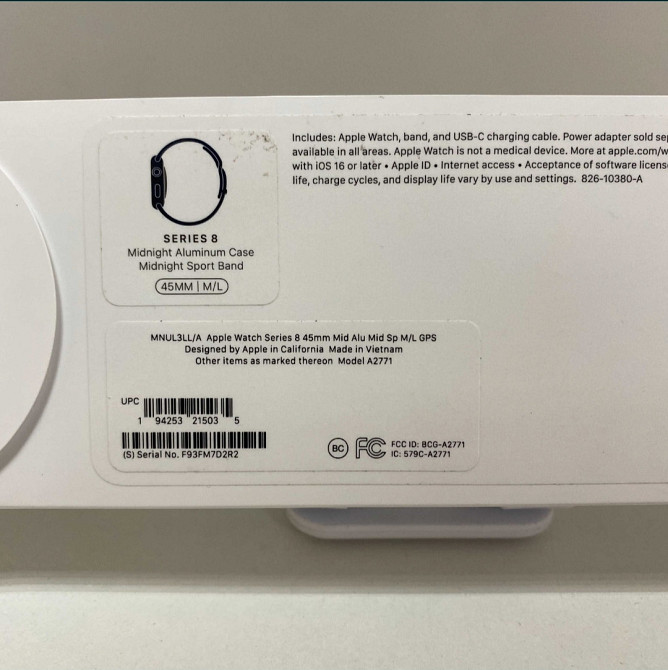 SERIES 8
Midnight Aluminum Case
Midnight Sport Band
45MM | M/L
Includes: Apple Watch, band, and USB-C charging cable. Power adapter sold
available in all areas. Apple Watch is not a medical device. More at
with iOS 16 or later • Apple ID • Internet access • Acceptance of software
life, charge cycles, and display life vary by use and settings. 826-10380-A
MNUL3LL/A Apple Watch Series 8 45mm Mid Alu Mid Sp M/L GPS
Designed by Apple in California Made in Vietnam
Other items as marked thereon Model A2771
UPC
1 94253 21503 5
(S) Serial No. F93FM7D2R2
BC FC FCC ID: BCG-A2771
IC: 579C-A2771